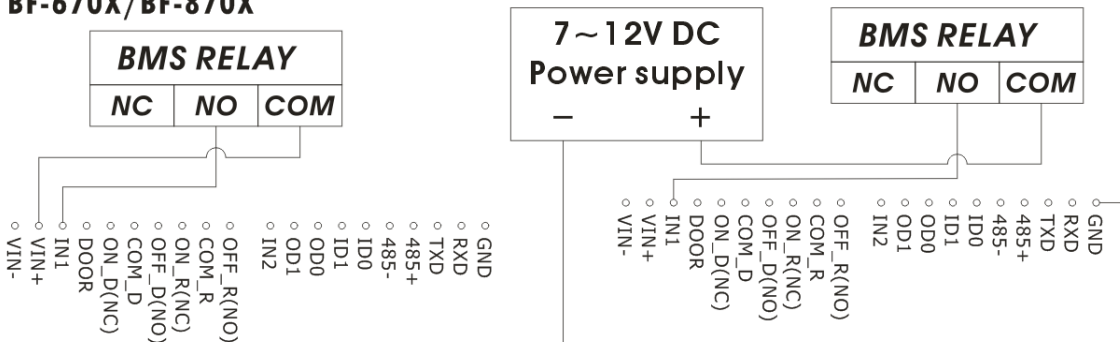 BF-670X/BF-870X
BMS RELAY
NC NO COM
VIN-
VIN+
IN1
DOOR
ON_D(NC)
COM_D
OFF_D(NO)
ON_R(NC)
COM_R
OFF_R(NO)
IN2
OD1
OD0
ID1
ID0
485-
485+
TXD
RXD
GND
7~12V DC
Power supply
− +
BMS RELAY
NC NO COM
VIN-
VIN+
IN1
DOOR
ON_D(NC)
COM_D
OFF_D(NO)
ON_R(NC)
COM_R
OFF_R(NO)
IN2
OD1
OD0
ID1
ID0
485-
485+
TXD
RXD
GND